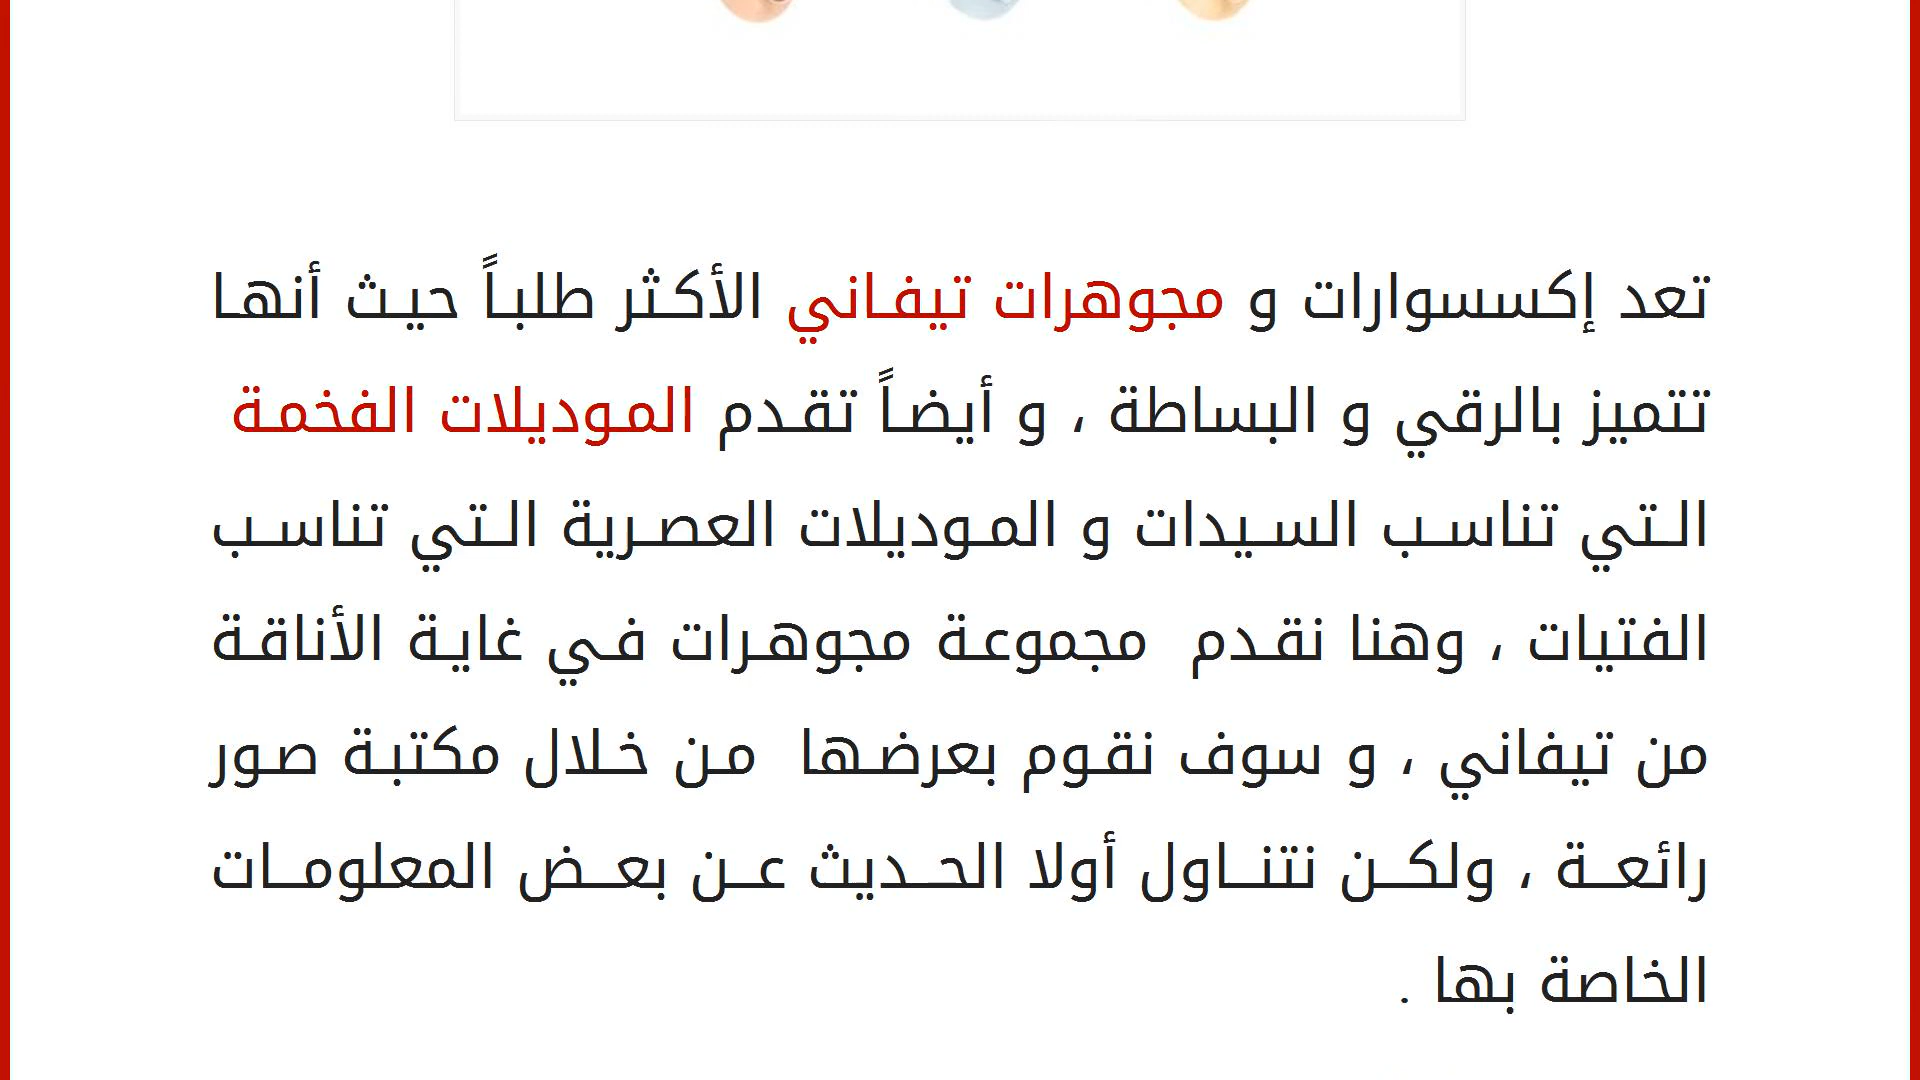 تعد إكسسوارات و مجوهرات تيفاني الأكثر طلباً حيث أنها
تتميز بالرقي و البساطة ، و أيضاً تقدم الموديلات الفخمة
التي تناسب السيدات و الموديلات العصرية التي تناسب
الفتيات ، وهنا نقدم مجموعة مجوهرات في غاية الأناقة
من تيفاني ، و سوف نقوم بعرضها من خلال مكتبة صور
رائعة ، ولكن نتناول أولا الحديث عن بعض المعلومات
الخاصة بها .